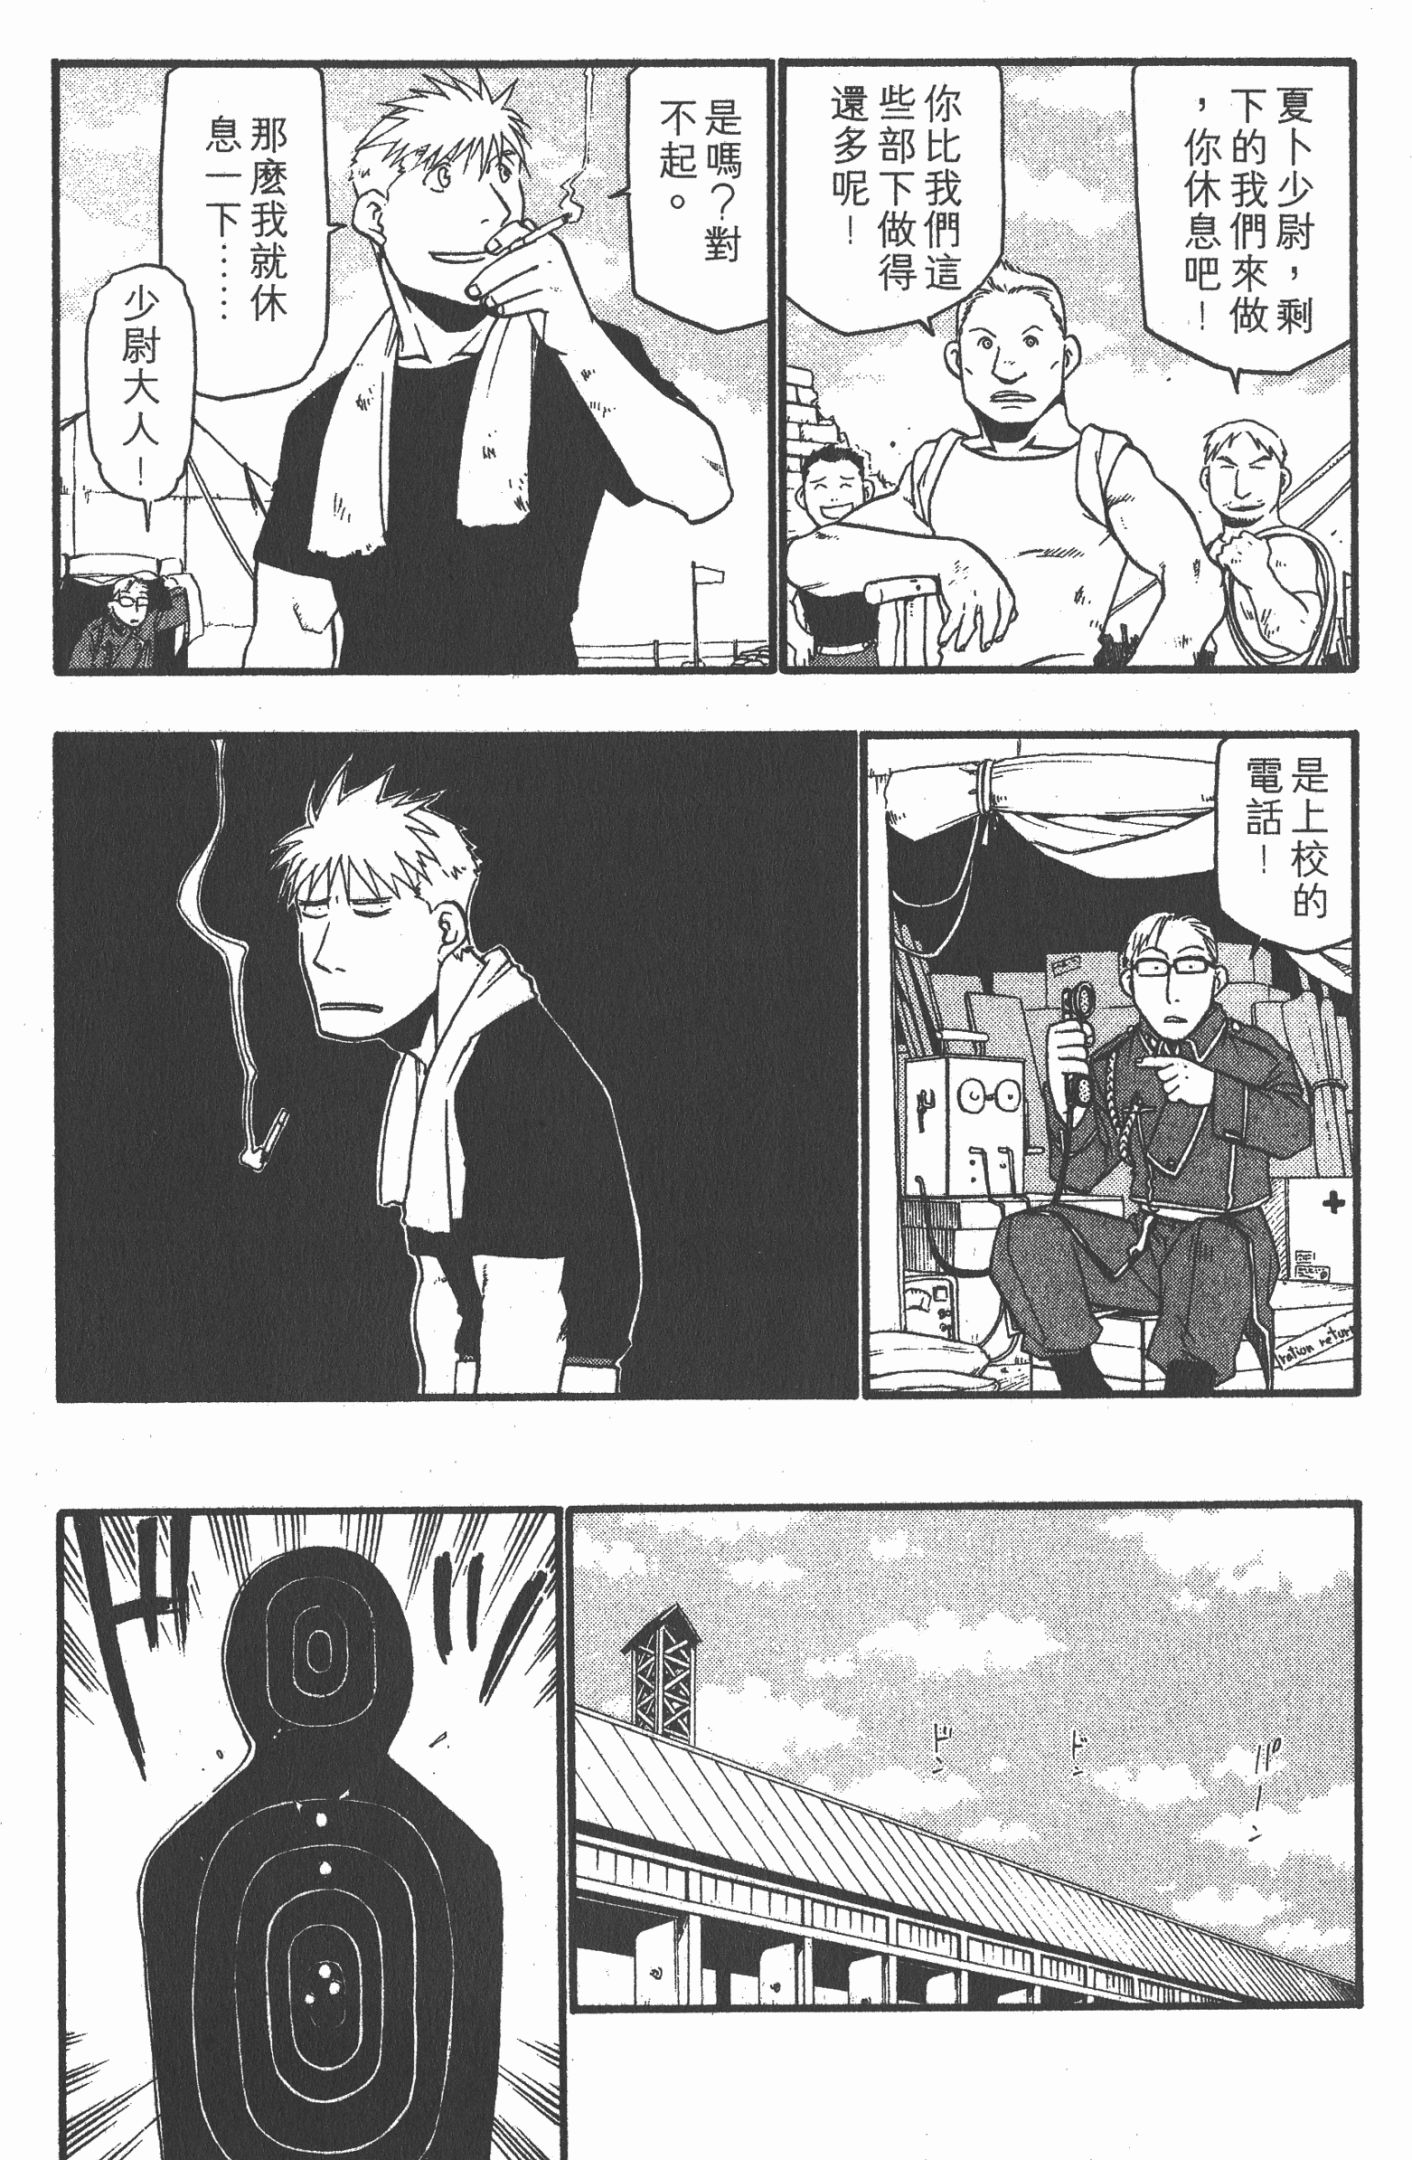 夏卜少尉，剩
下的我們來做
，你休息吧！
你比我們這
些部下做得
還多呢！
是嗎？對
不起。
那麼我就休
息一下……
少尉大人！
是上校的
電話！
ration return
パーン
ドン
ドン